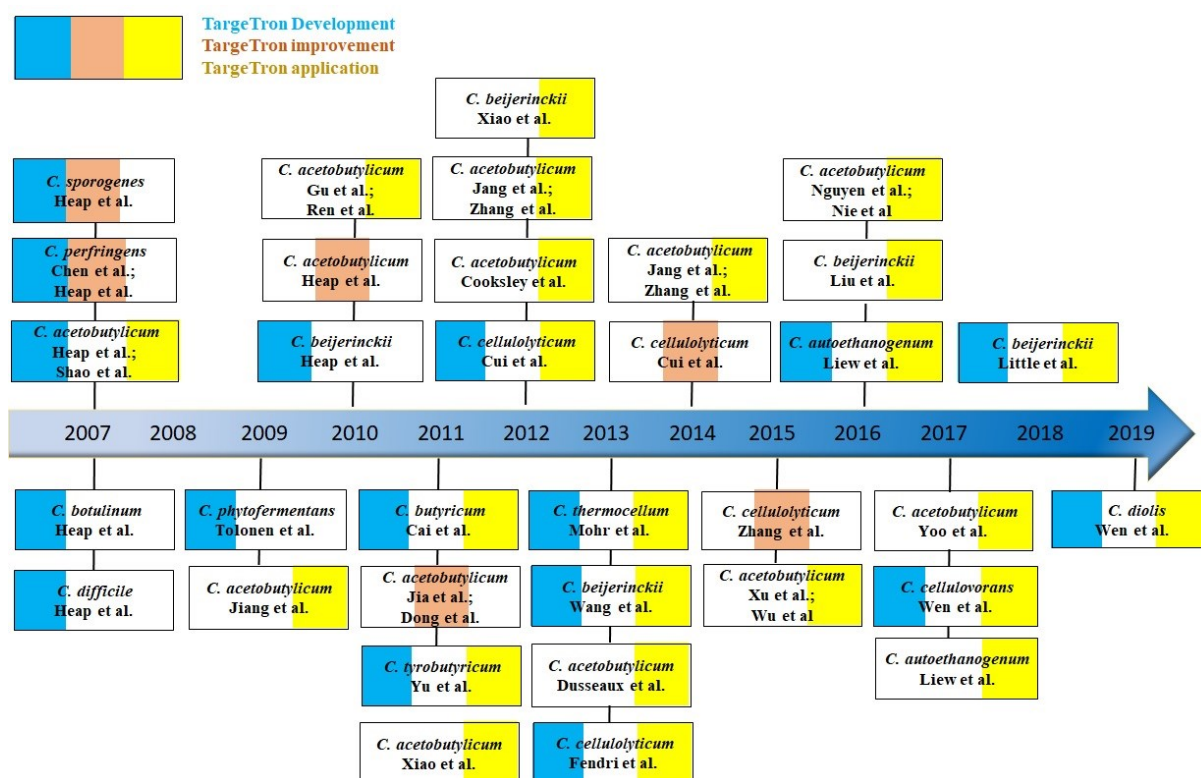 TargeTron Development
TargeTron improvement
TargeTron application
C. sporogenes
Heap et al.
C. perfringens
Chen et al.;
Heap et al.
C. acetobutylicum
Heap et al.;
Shao et al.
C. acetobutylicum
Gu et al.;
Ren et al.
C. acetobutylicum
Heap et al.
C. beijerinckii
Heap et al.
C. beijerinckii
Xiao et al.
C. acetobutylicum
Jang et al.;
Zhang et al.
C. acetobutylicum
Cooksley et al.
C. cellulolyticum
Cui et al.
C. acetobutylicum
Jang et al.;
Zhang et al.
C. cellulolyticum
Cui et al.
C. acetobutylicum
Nguyen et al.;
Nie et al
C. beijerinckii
Liu et al.
C. autoethanogenum
Liew et al.
C. beijerinckii
Little et al.
2007 2008 2009 2010 2011 2012 2013 2014 2015 2016 2017 2018 2019
C. botulinum
Heap et al.
C. difficile
Heap et al.
C. phytofermentans
Tolonen et al.
C. acetobutylicum
Jiang et al.
C. butyricum
Cai et al.
C. acetobutylicum
Jia et al.;
Dong et al.
C. tyrobutyricum
Yu et al.
C. acetobutylicum
Xiao et al.
C. thermocellum
Mohr et al.
C. beijerinckii
Wang et al.
C. acetobutylicum
Dusseaux et al.
C. cellulolyticum
Fendri et al.
C. cellulolyticum
Zhang et al.
C. acetobutylicum
Xu et al.;
Wu et al
C. acetobutylicum
Yoo et al.
C. cellulovorans
Wen et al.
C. autoethanogenum
Liew et al.
C. diolis
Wen et al.